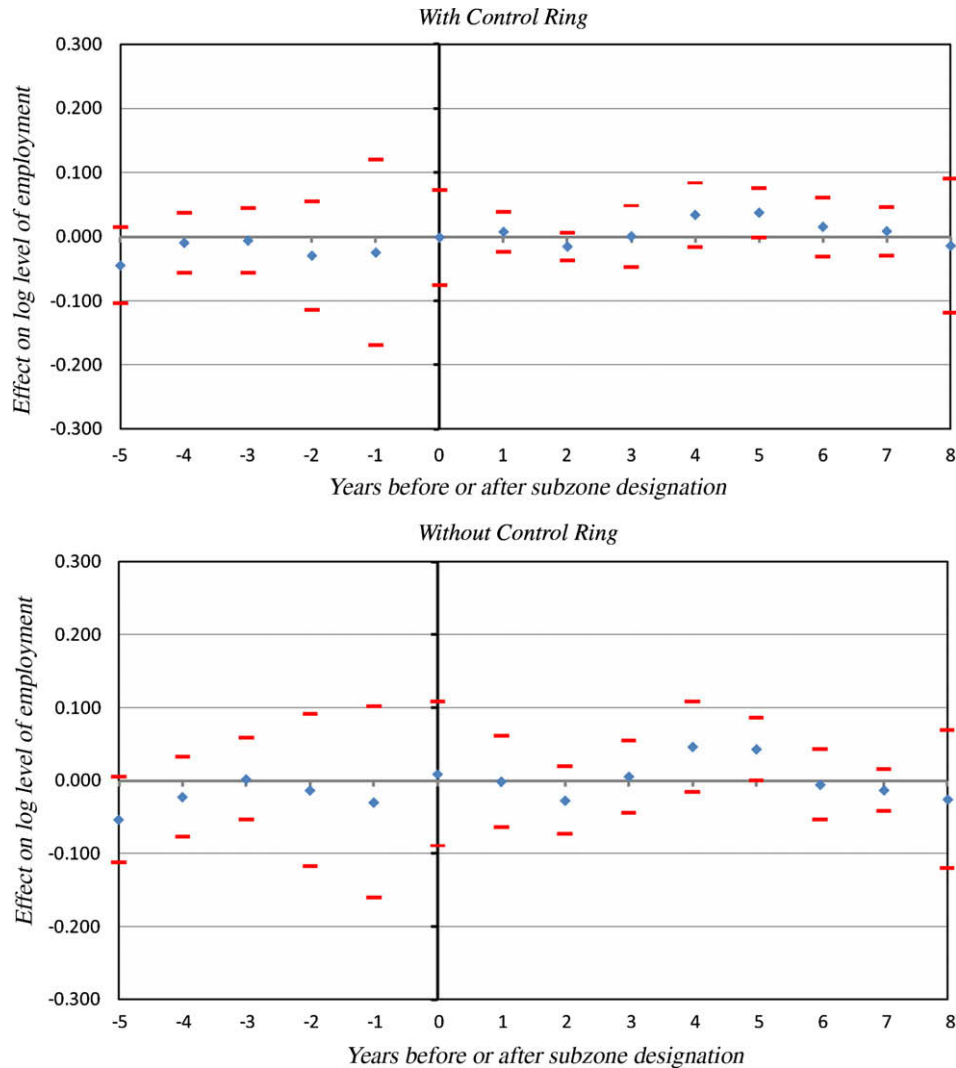 With Control Ring
Effect on log level of employment
0.300
0.200
0.100
0.000
-0.100
-0.200
-0.300
-5 -4 -3 -2 -1 0 1 2 3 4 5 6 7 8
Years before or after subzone designation
Without Control Ring
Effect on log level of employment
0.300
0.200
0.100
0.000
-0.100
-0.200
-0.300
-5 -4 -3 -2 -1 0 1 2 3 4 5 6 7 8
Years before or after subzone designation